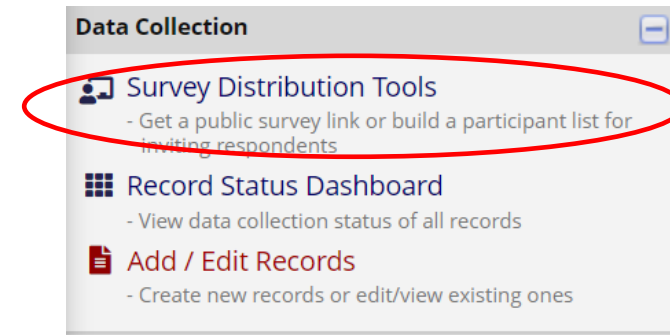 Data Collection
Survey Distribution Tools
- Get a public survey link or build a participant list for
inviting respondents
Record Status Dashboard
- View data collection status of all records
Add / Edit Records
- Create new records or edit/view existing ones